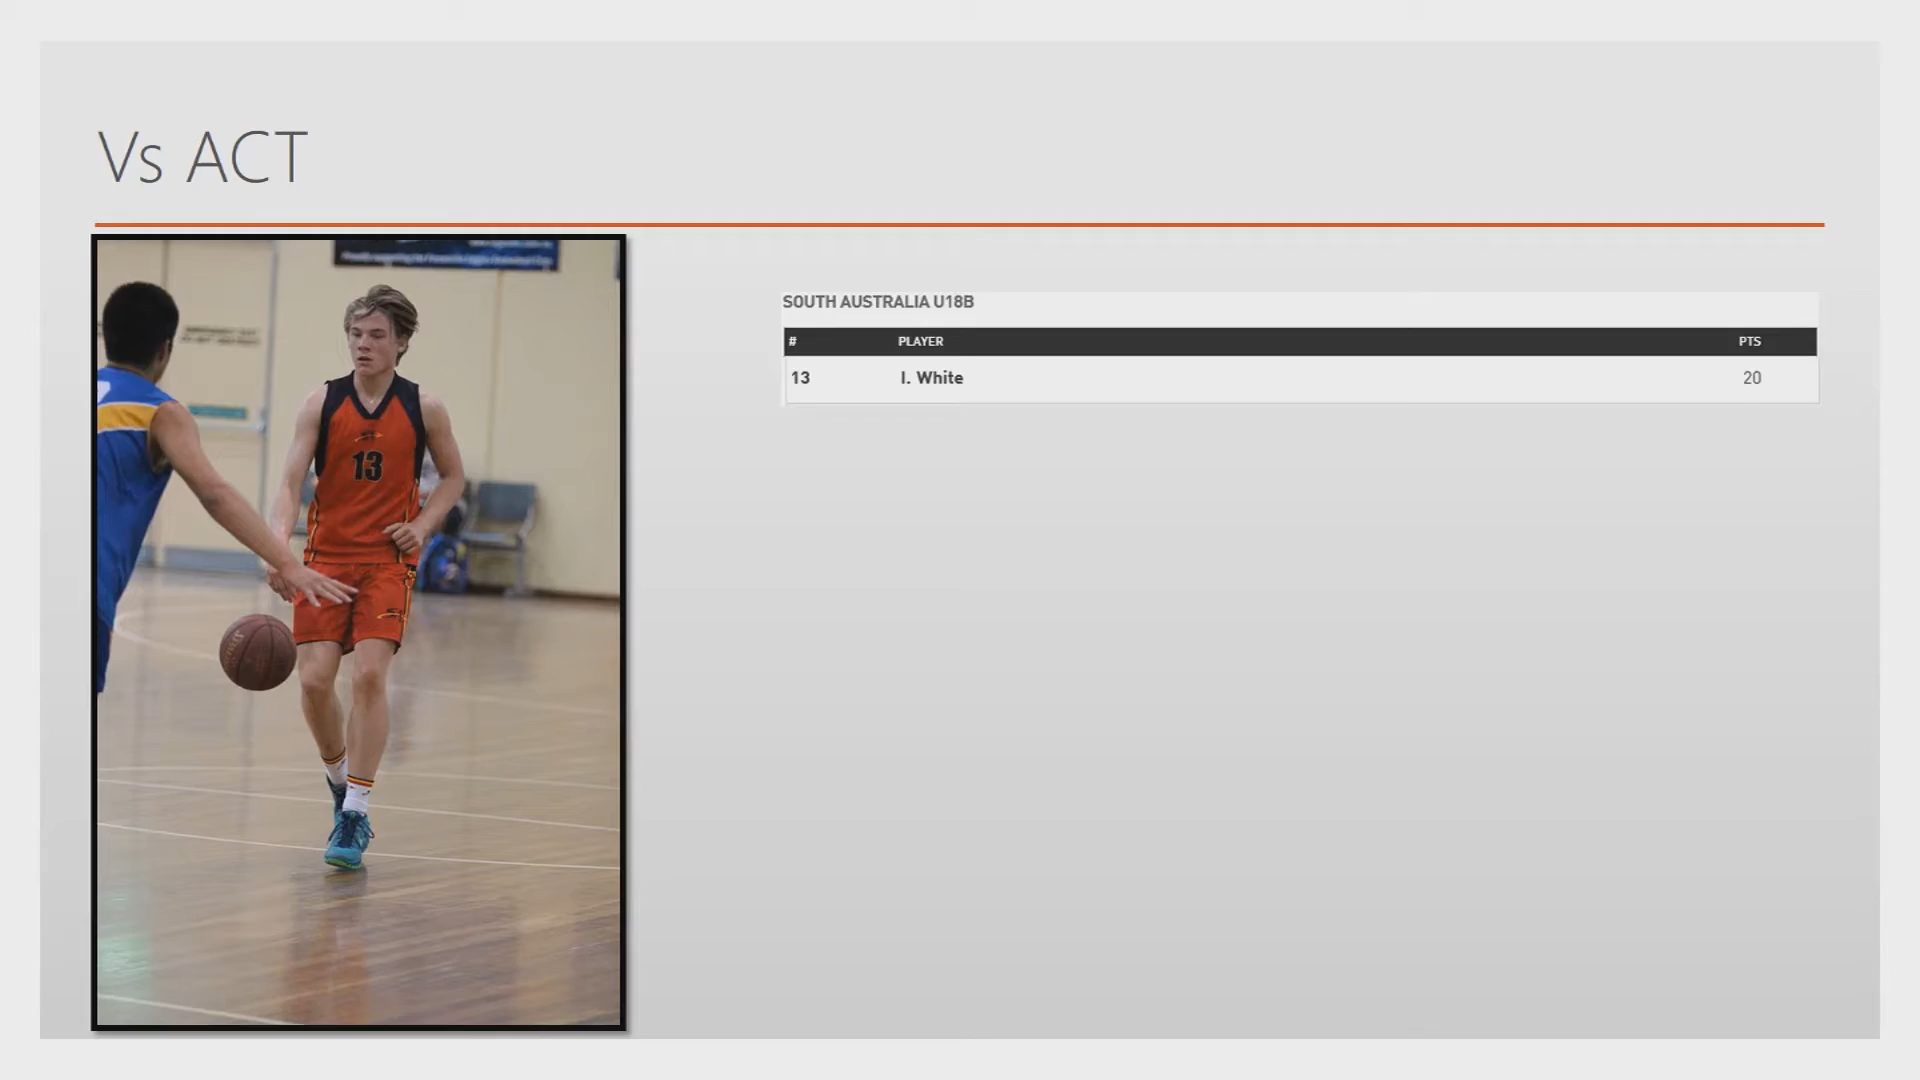 Vs ACT
SOUTH AUSTRALIA U18B
# PLAYER PTS
13 I. White 20
13